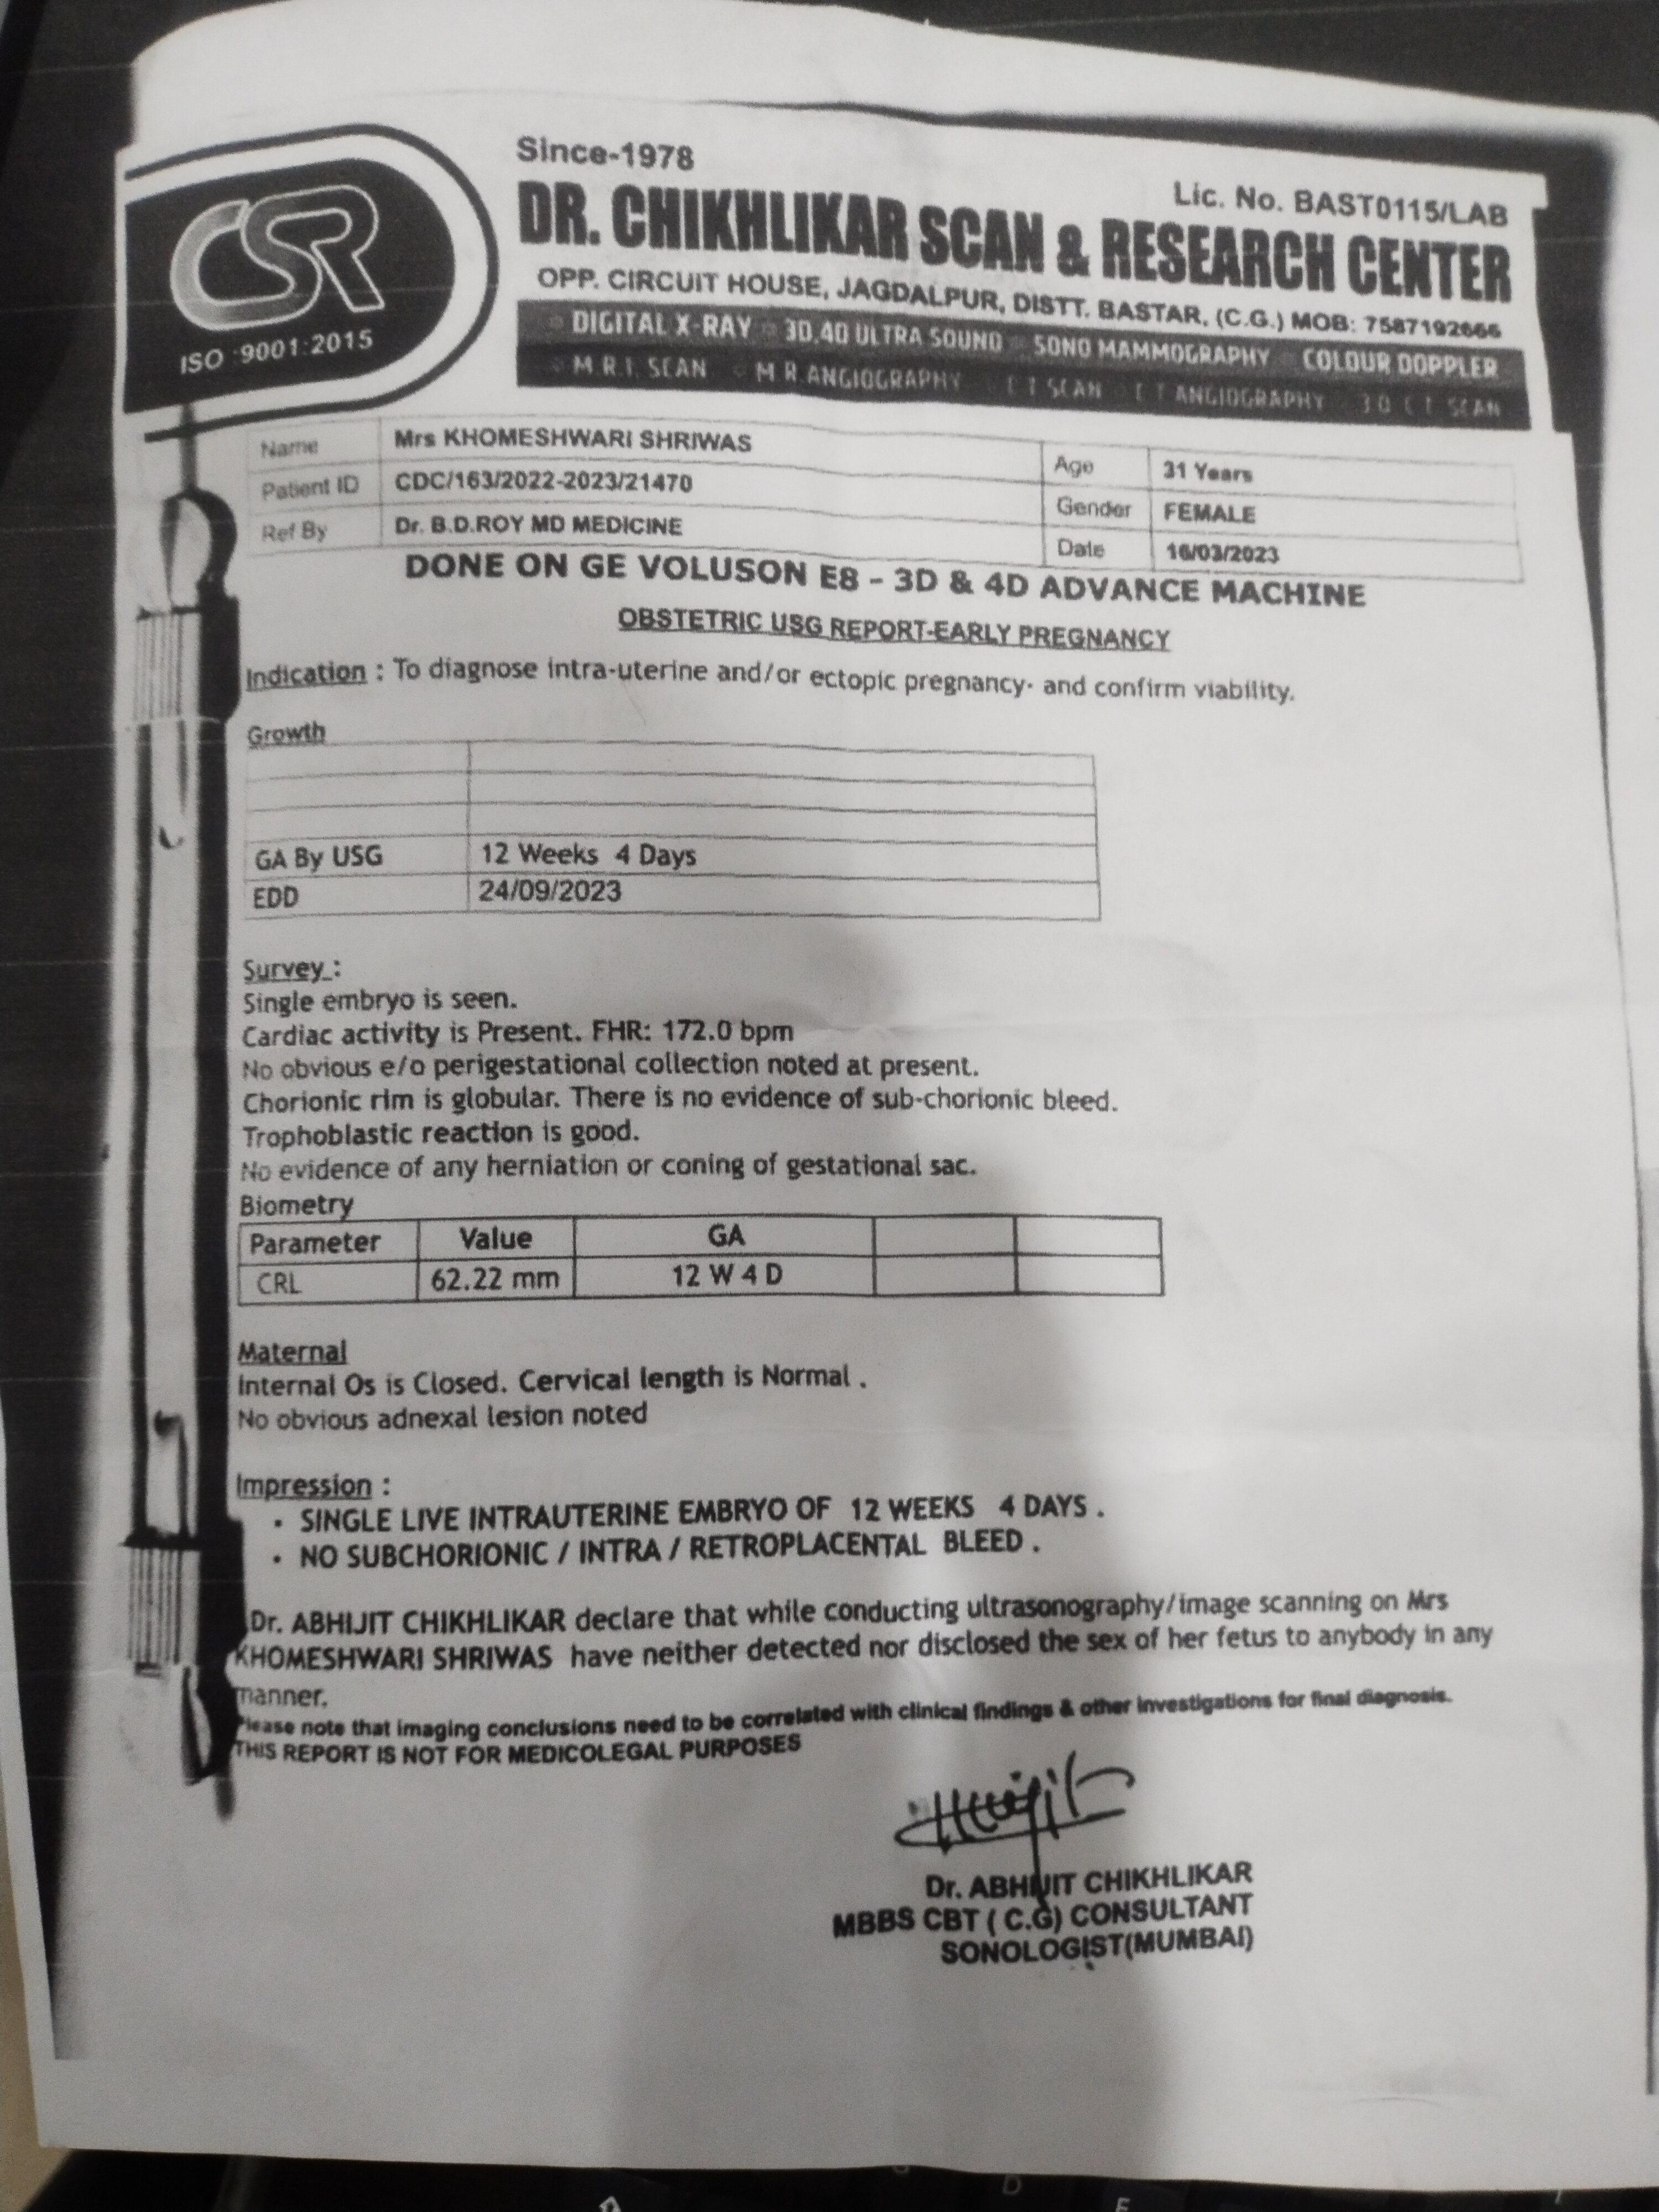 Since-1978
Lic. No. BAST0115/LAB
CSR
ISO :9001:2015
DR. CHIKHLIKAR SCAN & RESEARCH CENTER
OPP. CIRCUIT HOUSE, JAGDALPUR, DISTT. BASTAR, (C.G.) MOB: 7587192666
DIGITAL X-RAY 3D,4D ULTRA SOUND SONO MAMMOGRAPHY COLOUR DOPPLER
M.R.I. SCAN M.R.ANGIOGRAPHY C T SCAN C T ANGIOGRAPHY 3 D C T SCAN
Name Mrs KHOMESHWARI SHRIWAS Age 31 Years
Patient ID CDC/163/2022-2023/21470 Gender FEMALE
Ref By Dr. B.D.ROY MD MEDICINE Date 16/03/2023
DONE ON GE VOLUSON E8 - 3D & 4D ADVANCE MACHINE
OBSTETRIC USG REPORT-EARLY PREGNANCY
Indication : To diagnose intra-uterine and/or ectopic pregnancy- and confirm viability.
Growth
GA By USG 12 Weeks 4 Days
EDD 24/09/2023
Survey :
Single embryo is seen.
Cardiac activity is Present. FHR: 172.0 bpm
No obvious e/o perigestational collection noted at present.
Chorionic rim is globular. There is no evidence of sub-chorionic bleed.
Trophoblastic reaction is good.
No evidence of any herniation or coning of gestational sac.
Biometry
Parameter Value GA
CRL 62.22 mm 12 W 4 D
Maternal
Internal Os is Closed. Cervical length is Normal .
No obvious adnexal lesion noted
Impression :
• SINGLE LIVE INTRAUTERINE EMBRYO OF 12 WEEKS 4 DAYS .
• NO SUBCHORIONIC / INTRA / RETROPLACENTAL BLEED .
Dr. ABHIJIT CHIKHLIKAR declare that while conducting ultrasonography/image scanning on Mrs
KHOMESHWARI SHRIWAS have neither detected nor disclosed the sex of her fetus to anybody in any
manner.
Please note that imaging conclusions need to be correlated with clinical findings & other investigations for final diagnosis.
THIS REPORT IS NOT FOR MEDICOLEGAL PURPOSES
Dr. ABHIJIT CHIKHLIKAR
MBBS CBT ( C.G) CONSULTANT
SONOLOGIST(MUMBAI)